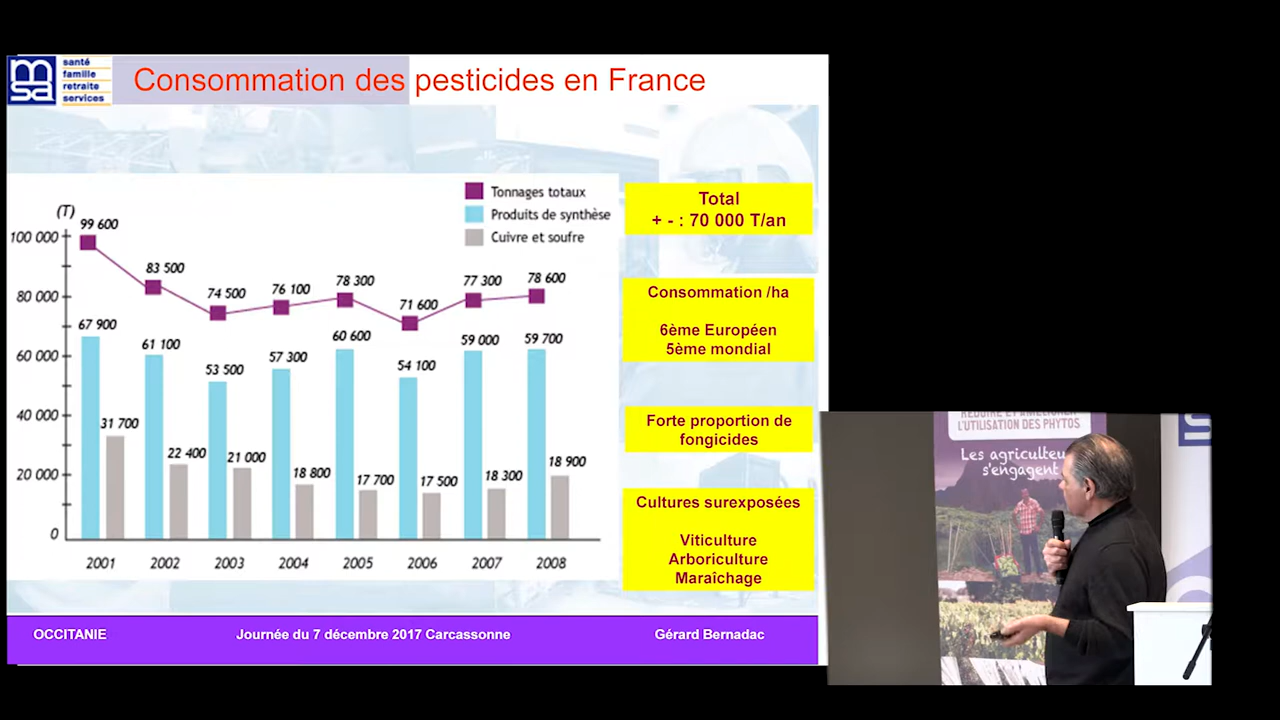 msa
santé
famille
retraite
services
Consommation des pesticides en France
Tonnages totaux
Produits de synthèse
Cuivre et soufre
(T)
100 000
80 000
60 000
40 000
20 000
0
99 600
83 500
74 500
76 100
78 300
71 600
77 300
78 600
67 900
61 100
53 500
57 300
60 600
54 100
59 000
59 700
31 700
22 400
21 000
18 800
17 700
17 500
18 300
18 900
2001 2002 2003 2004 2005 2006 2007 2008
Total
+ - : 70 000 T/an
Consommation /ha
6ème Européen
5ème mondial
Forte proportion de
fongicides
Cultures surexposées
Viticulture
Arboriculture
Maraîchage
OCCITANIE Journée du 7 décembre 2017 Carcassonne Gérard Bernadac
RÉDUIRE ET AMÉLIORER
L'UTILISATION DES PHYTOS
Les agriculteu
s'engagent